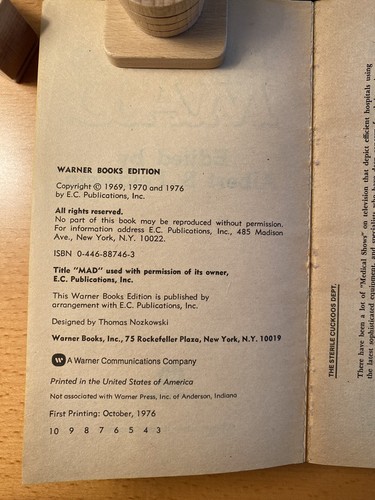 WARNER BOOKS EDITION
Copyright © 1969, 1970 and 1976
by E.C. Publications, Inc.
All rights reserved.
No part of this book may be reproduced without permission.
For information address E.C. Publications, Inc., 485 Madison
Ave., New York, N.Y. 10022.
ISBN 0-446-88746-3
Title "MAD" used with permission of its owner,
E.C. Publications, Inc.
This Warner Books Edition is published by
arrangement with E.C. Publications, Inc.
Designed by Thomas Nozkowski
Warner Books, Inc., 75 Rockefeller Plaza, New York, N.Y. 10019
A Warner Communications Company
Printed in the United States of America
Not associated with Warner Press, Inc. of Anderson, Indiana
First Printing: October, 1976
10 9 8 7 6 5 4 3
THE STERILE CUCKOOS DEPT.
There have been a lot of "Medical Shows" on television that depict efficient hospitals using
the latest sophisticated equipment, and